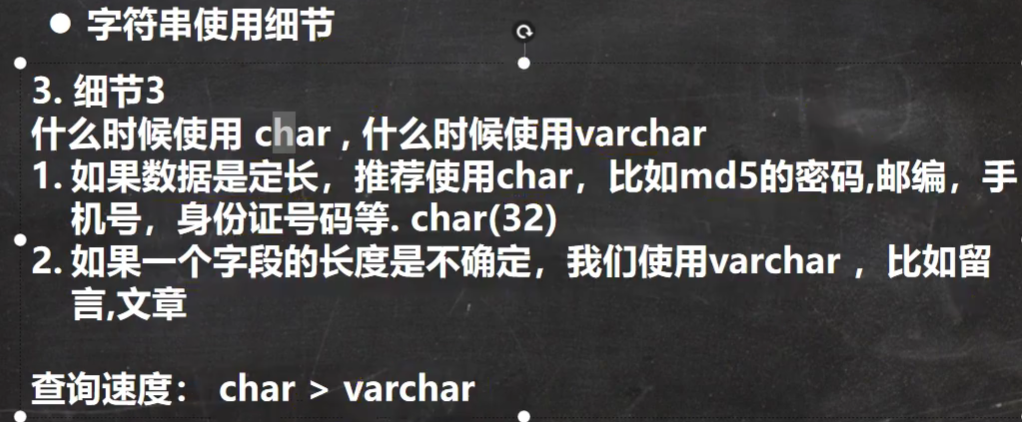 ● 字符串使用细节
3. 细节3
什么时候使用 char , 什么时候使用varchar
1. 如果数据是定长，推荐使用char，比如md5的密码,邮编，手
机号，身份证号码等. char(32)
2. 如果一个字段的长度是不确定，我们使用varchar ，比如留
言,文章
查询速度： char > varchar